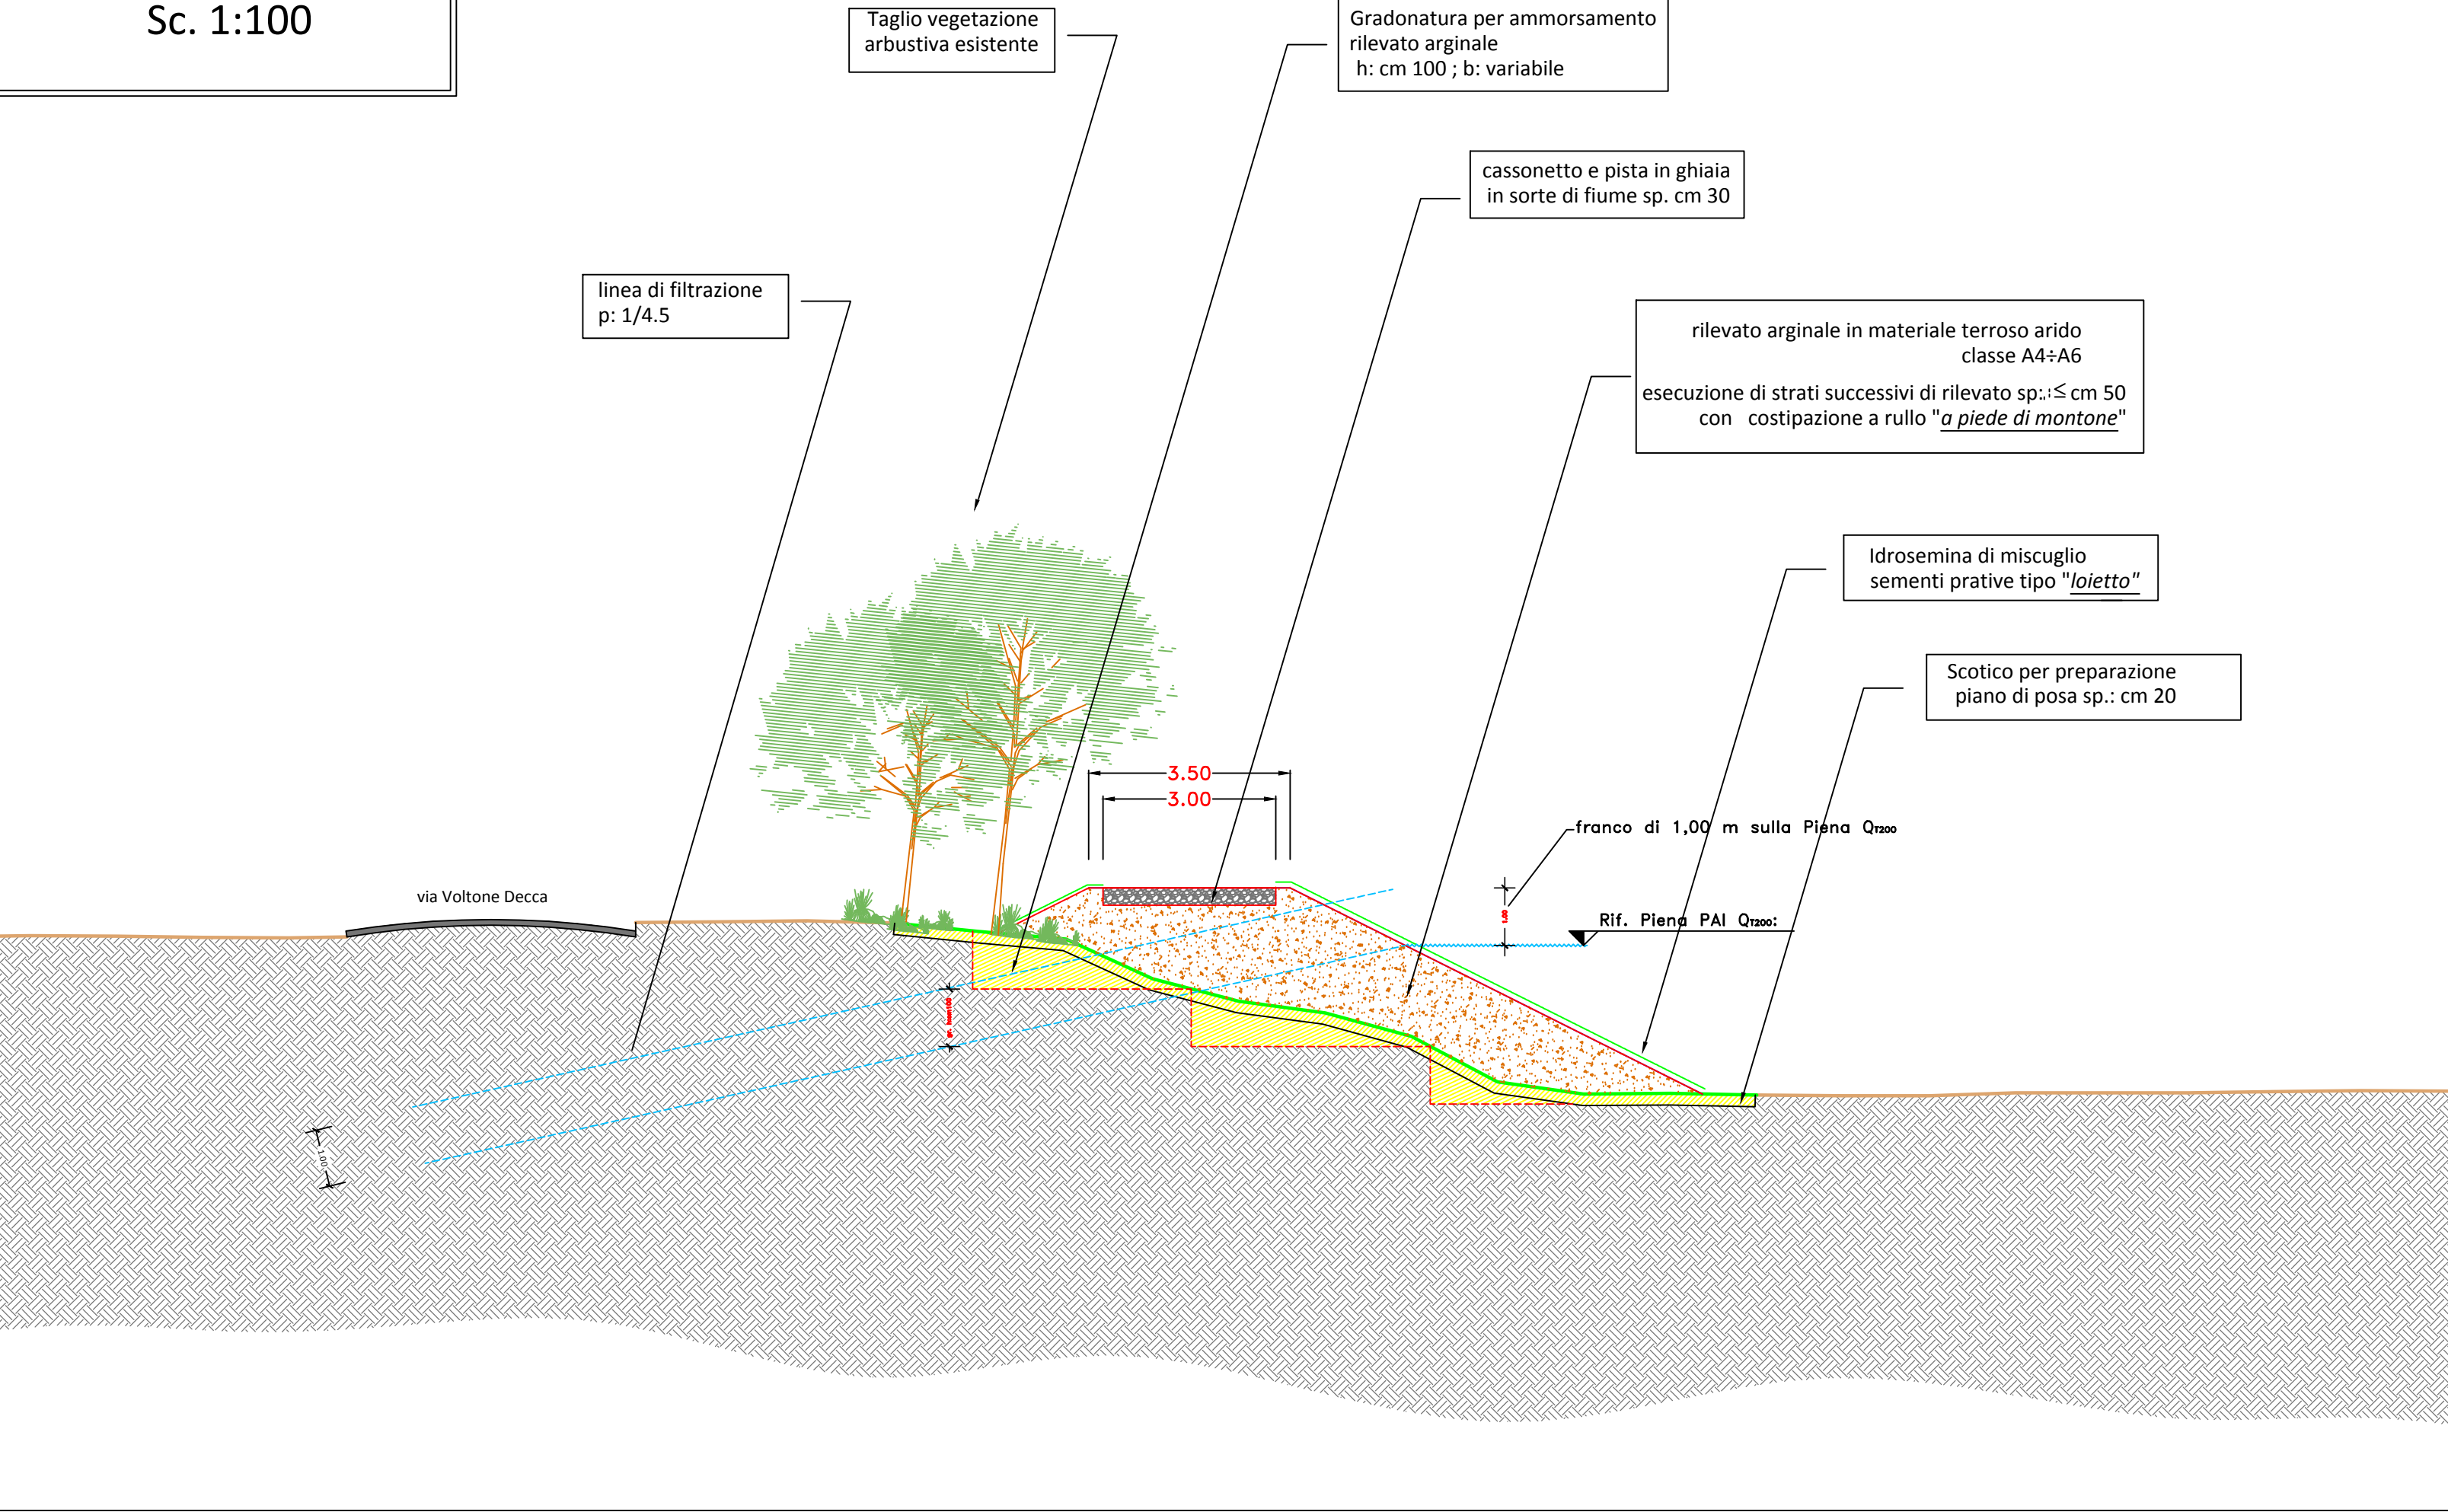 Sc. 1:100
Taglio vegetazione
arbustiva esistente
Gradonatura per ammorsamento
rilevato arginale
h: cm 100 ; b: variabile
cassonetto e pista in ghiaia
in sorte di fiume sp. cm 30
linea di filtrazione
p: 1/4.5
rilevato arginale in materiale terroso arido
classe A4÷A6
esecuzione di strati successivi di rilevato sp.:≤ cm 50
con costipazione a rullo "a piede di montone"
Idrosemina di miscuglio
sementi prative tipo "loietto"
Scotico per preparazione
piano di posa sp.: cm 20
3.50
3.00
franco di 1,00 m sulla Piena QT200
via Voltone Decca
1.00
Rif. Piena PAI QT200:
1.00